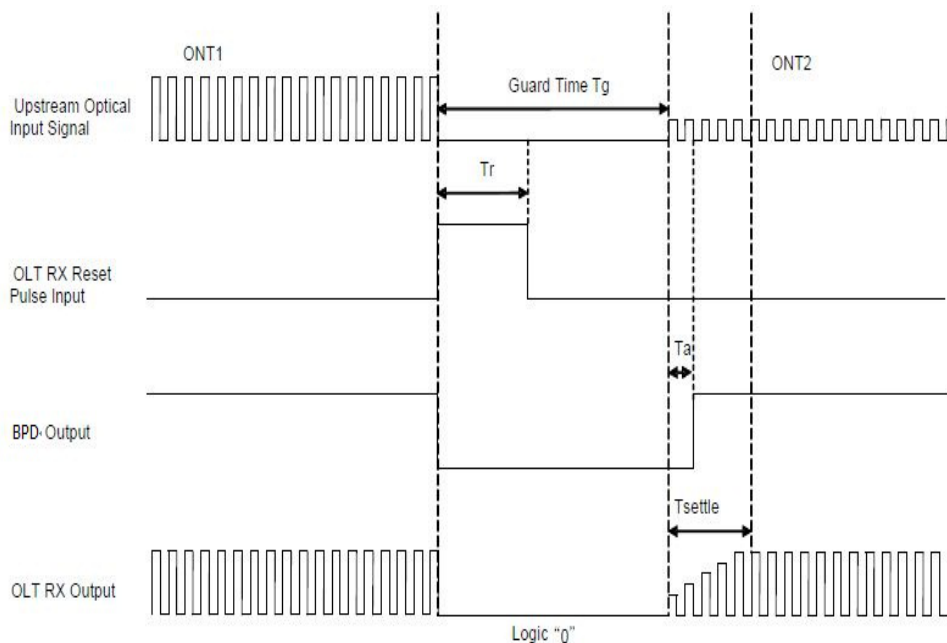 ONT1
ONT2
Guard Time Tg
Upstream Optical
Input Signal
Tr
OLT RX Reset
Pulse Input
Ta
BPD. Output
Tsettle
OLT RX Output
Logic "0"